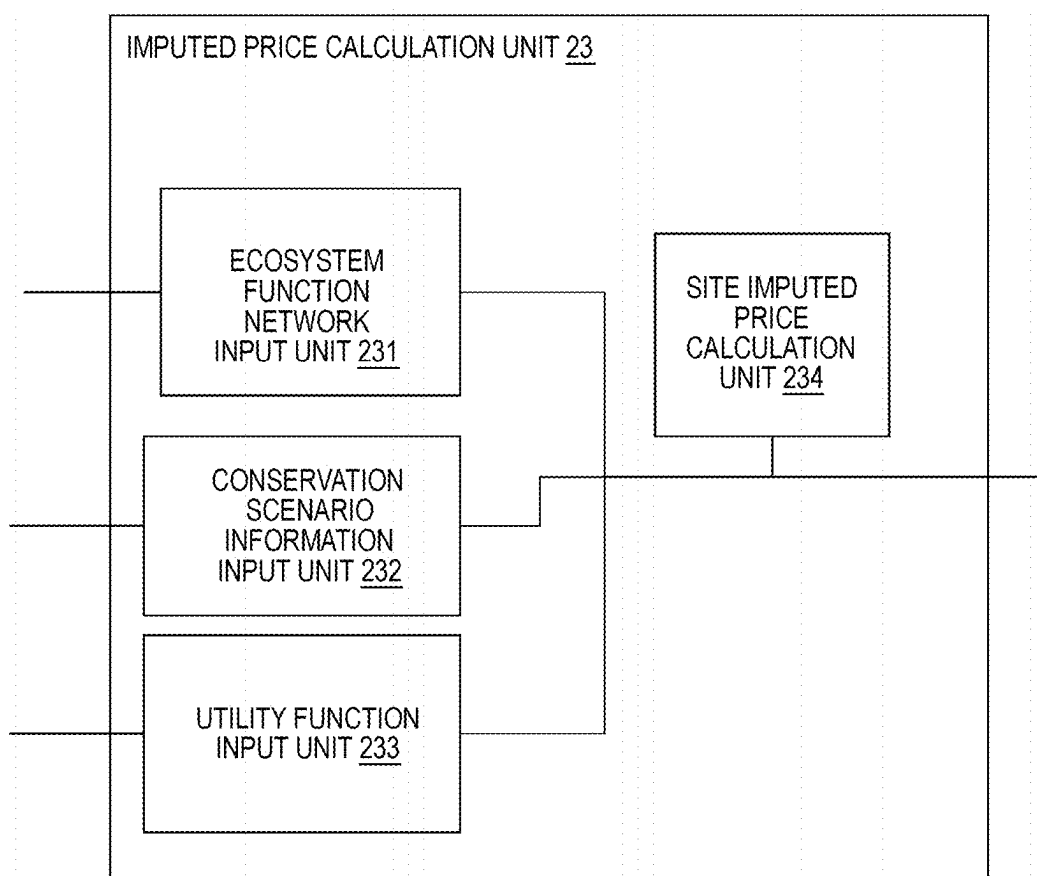 IMPUTED PRICE CALCULATION UNIT 23
ECOSYSTEM
FUNCTION
NETWORK
INPUT UNIT 231
SITE IMPUTED
PRICE
CALCULATION
UNIT 234
CONSERVATION
SCENARIO
INFORMATION
INPUT UNIT 232
UTILITY FUNCTION
INPUT UNIT 233